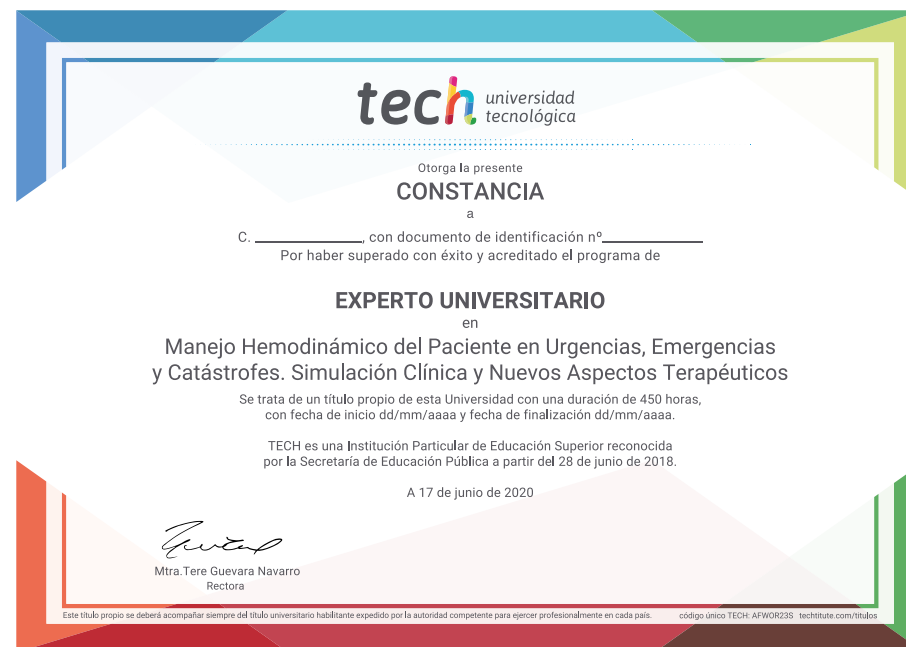 tech universidad
tecnológica
Otorga la presente
CONSTANCIA
a
C. ____________, con documento de identificación nº____________
Por haber superado con éxito y acreditado el programa de
EXPERTO UNIVERSITARIO
en
Manejo Hemodinámico del Paciente en Urgencias, Emergencias
y Catástrofes. Simulación Clínica y Nuevos Aspectos Terapéuticos
Se trata de un título propio de esta Universidad con una duración de 450 horas,
con fecha de inicio dd/mm/aaaa y fecha de finalización dd/mm/aaaa.
TECH es una Institución Particular de Educación Superior reconocida
por la Secretaría de Educación Pública a partir del 28 de junio de 2018.
A 17 de junio de 2020
Mtra.Tere Guevara Navarro
Rectora
Este título propio se deberá acompañar siempre del título universitario habilitante expedido por la autoridad competente para ejercer profesionalmente en cada país. código único TECH: AFWOR23S techtitute.com/títulos